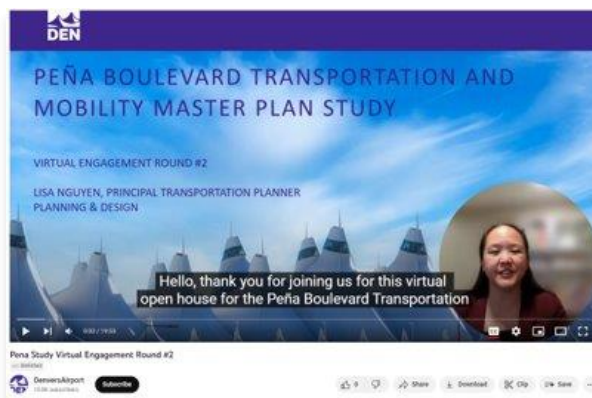 DEN
PEÑA BOULEVARD TRANSPORTATION AND
MOBILITY MASTER PLAN STUDY
VIRTUAL ENGAGEMENT ROUND #2
LISA NGUYEN, PRINCIPAL TRANSPORTATION PLANNER
PLANNING & DESIGN
Hello, thank you for joining us for this virtual
open house for the Peña Boulevard Transportation
Pena Study Virtual Engagement Round #2
DenversAirport
Subscribe
0
Share
Download
Clip
Save